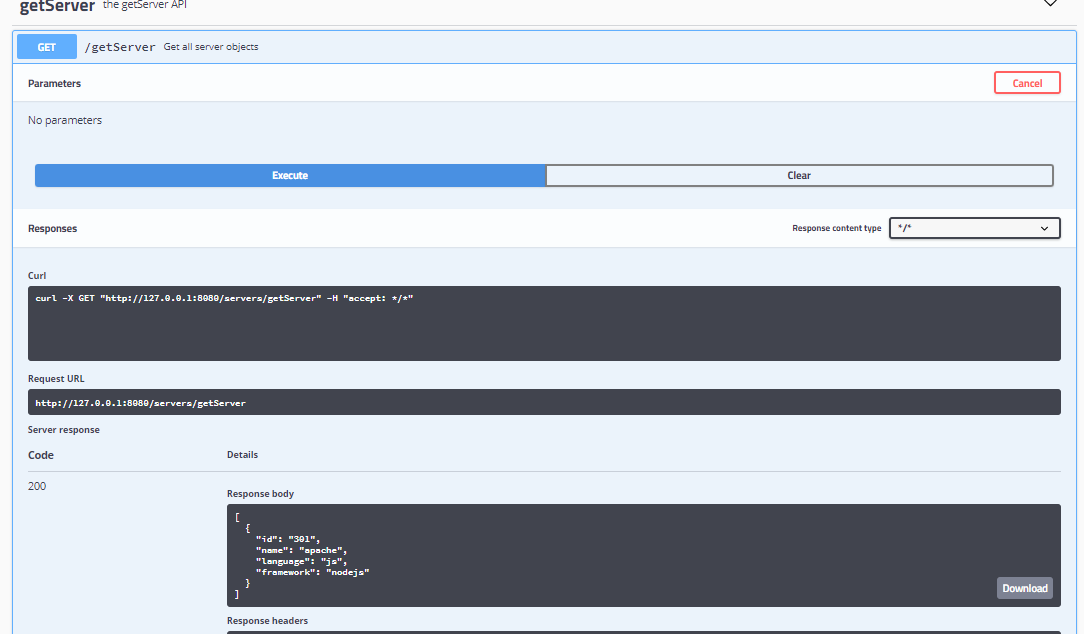 getServer the getServer API
GET /getServer Get all server objects
Parameters
Cancel
No parameters
Execute
Clear
Responses
Response content type */*
Curl
curl -X GET "http://127.0.0.1:8080/servers/getServer" -H "accept: */*"
Request URL
http://127.0.0.1:8080/servers/getServer
Server response
Code Details
200
Response body
[
{
"id": "301",
"name": "apache",
"language": "js",
"framework": "nodejs"
}
]
Download
Response headers